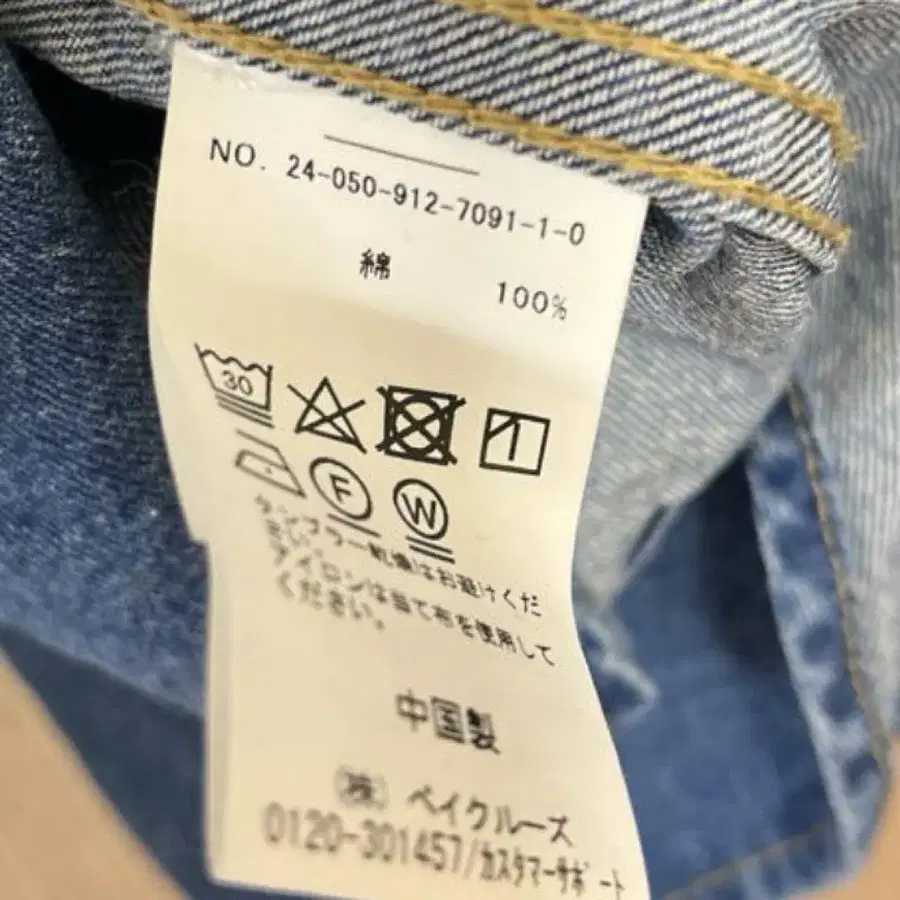 NO. 24-050-912-7091-1-0
綿 100%
30
F W
タンブラー乾燥はお避けくだ
さい。
アイロンは当て布を使用して
ください。
中国製
(株) ベイクルーズ
0120-301457/カスタマーサポート